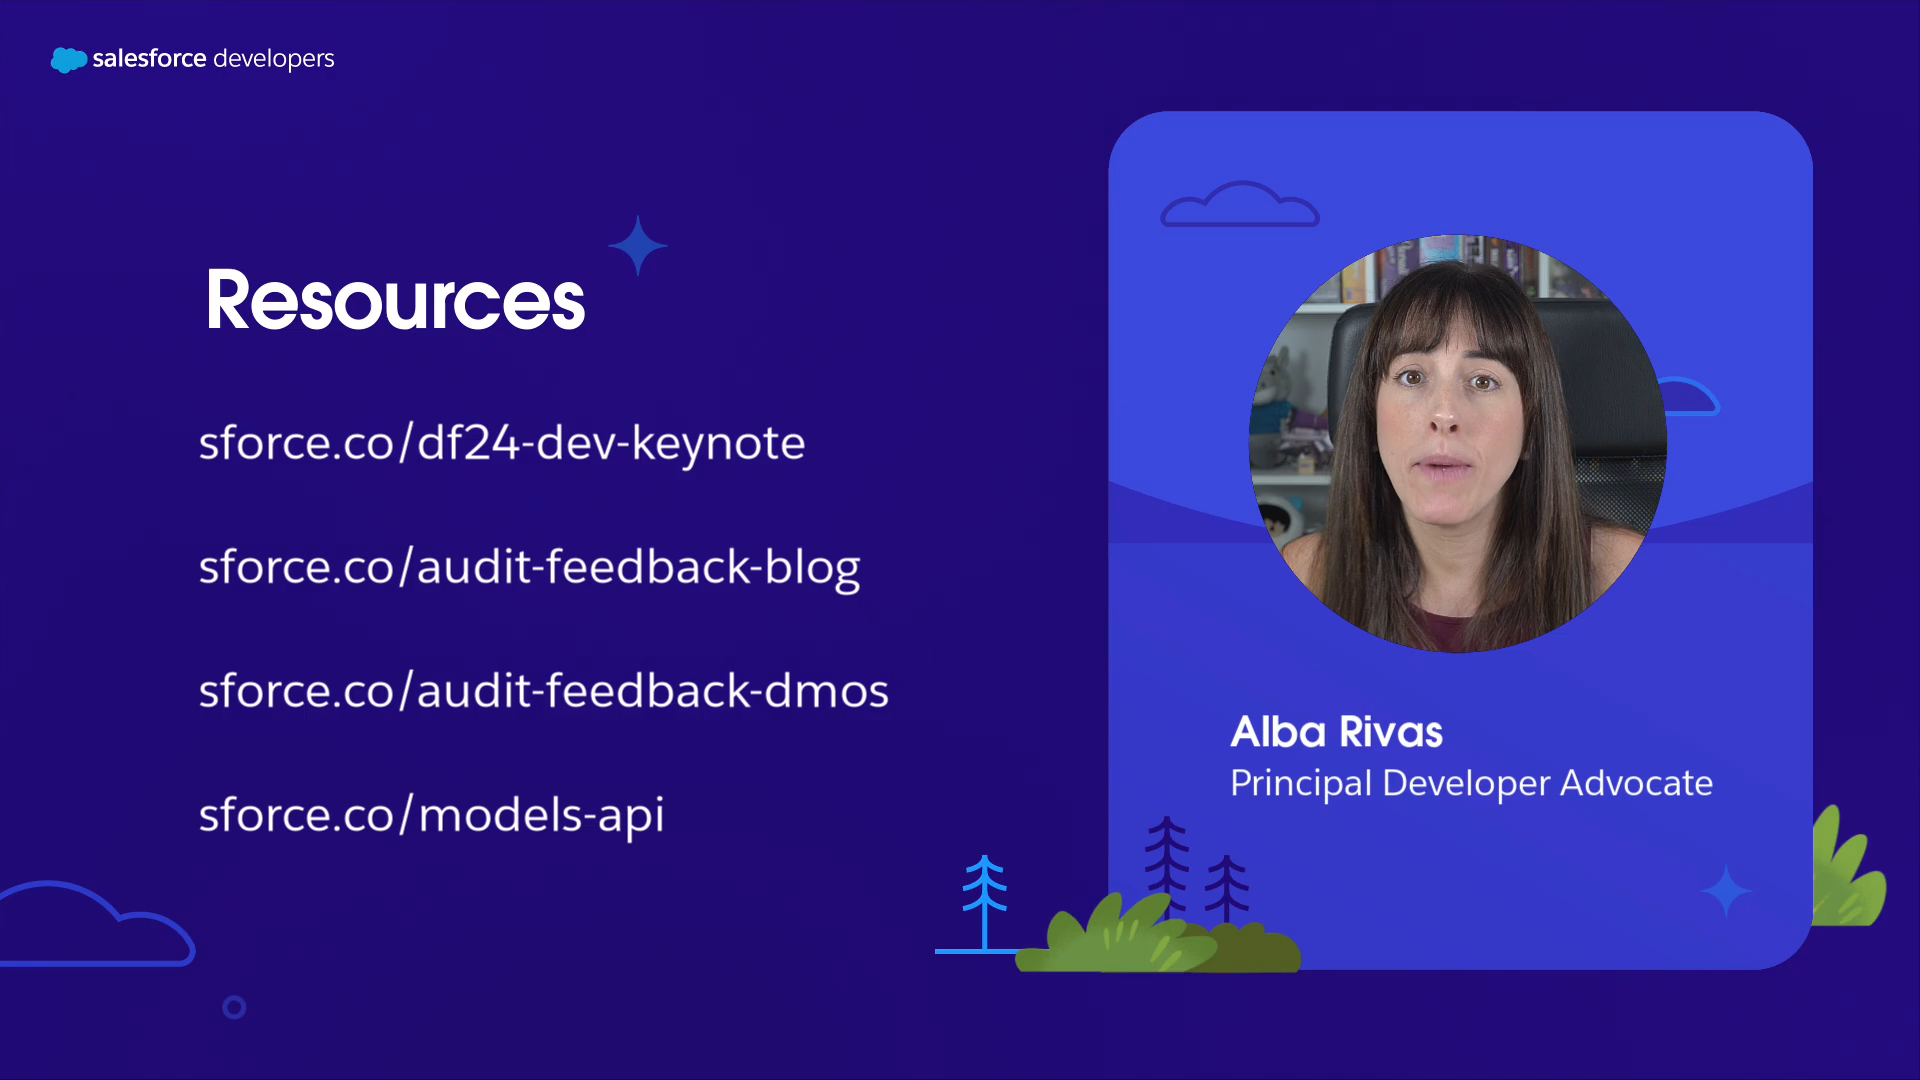 salesforce developers
Resources
sforce.co/df24-dev-keynote
sforce.co/audit-feedback-blog
sforce.co/audit-feedback-dmos
sforce.co/models-api
Alba Rivas
Principal Developer Advocate